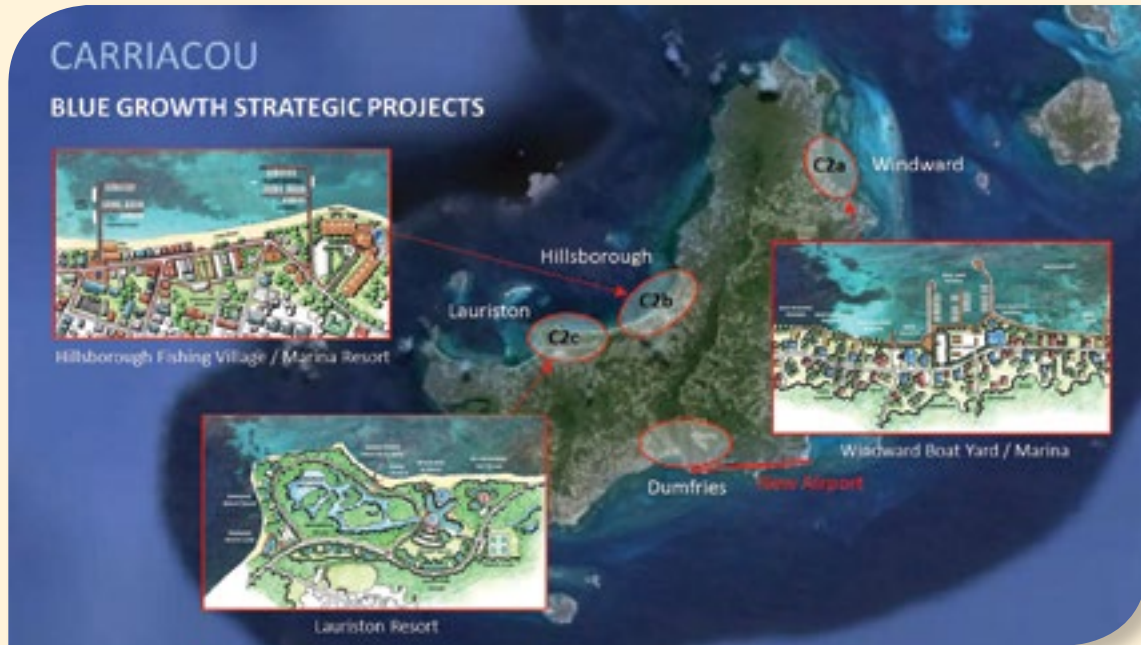 CARRIACOU
BLUE GROWTH STRATEGIC PROJECTS
C2a
Windward
Hillsborough
C2b
Lauriston
C2c
Hillsborough Fishing Village / Marina Resort
Windward Boat Yard / Marina
Dumfries
New Airport
Lauriston Resort